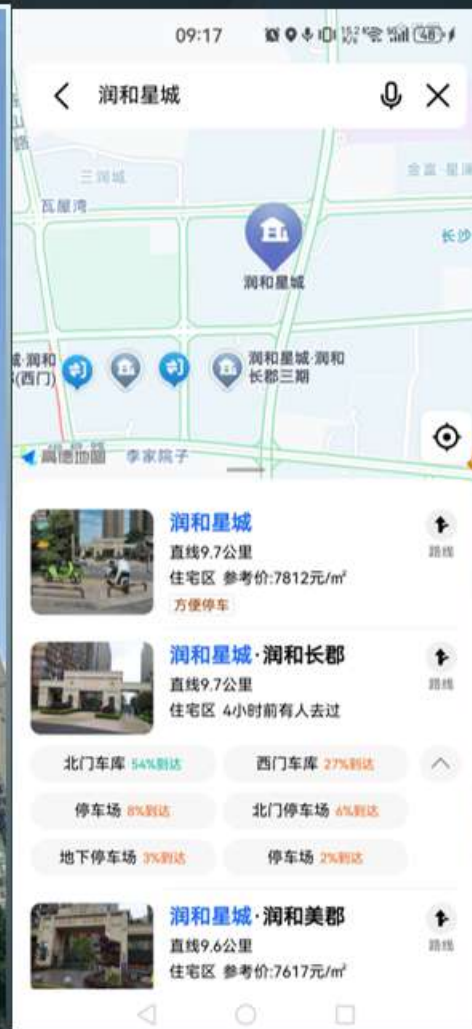 09:17
润和星城
三润城
瓦屋湾
润和星城
润和星城·润和
长郡三期
(西门)
高德地图
李家院子
润和星城
直线9.7公里
住宅区 参考价:7812元/㎡
方便停车
路线
润和星城·润和长郡
直线9.7公里
住宅区 4小时前有人去过
路线
北门车库 54%到达
西门车库 27%到达
停车场 8%到达
北门停车场 6%到达
地下停车场 3%到达
停车场 2%到达
润和星城·润和美郡
直线9.6公里
住宅区 参考价:7617元/㎡
路线